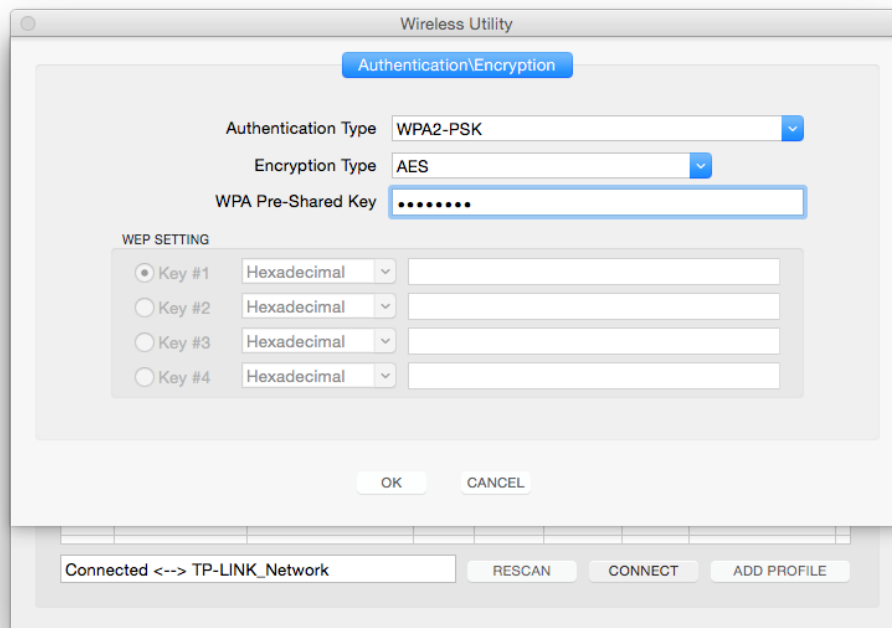 Wireless Utility
Authentication\Encryption
Authentication Type WPA2-PSK
Encryption Type AES
WPA Pre-Shared Key ••••••••
WEP SETTING
Key #1 Hexadecimal
Key #2 Hexadecimal
Key #3 Hexadecimal
Key #4 Hexadecimal
OK CANCEL
Connected <--> TP-LINK_Network RESCAN CONNECT ADD PROFILE